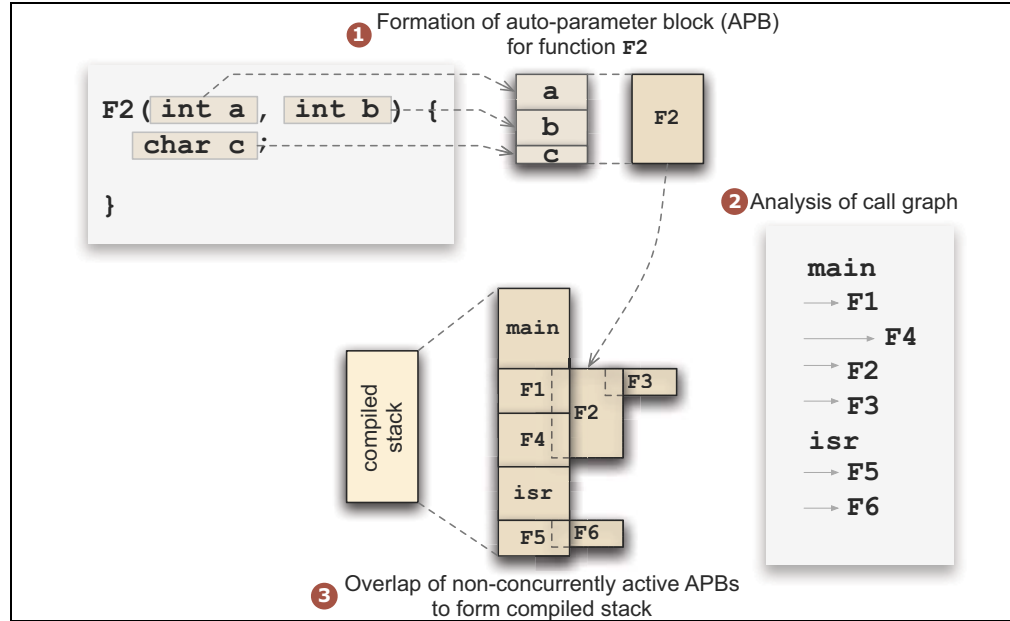 1 Formation of auto-parameter block (APB)
for function F2
F2(int a, int b) {
char c;
}
a
b
c
F2
2 Analysis of call graph
main
F1
F4
F2
F3
isr
F5
F6
compiled
stack
main
F1
F2
F3
F4
isr
F5
F6
3 Overlap of non-concurrently active APBs
to form compiled stack